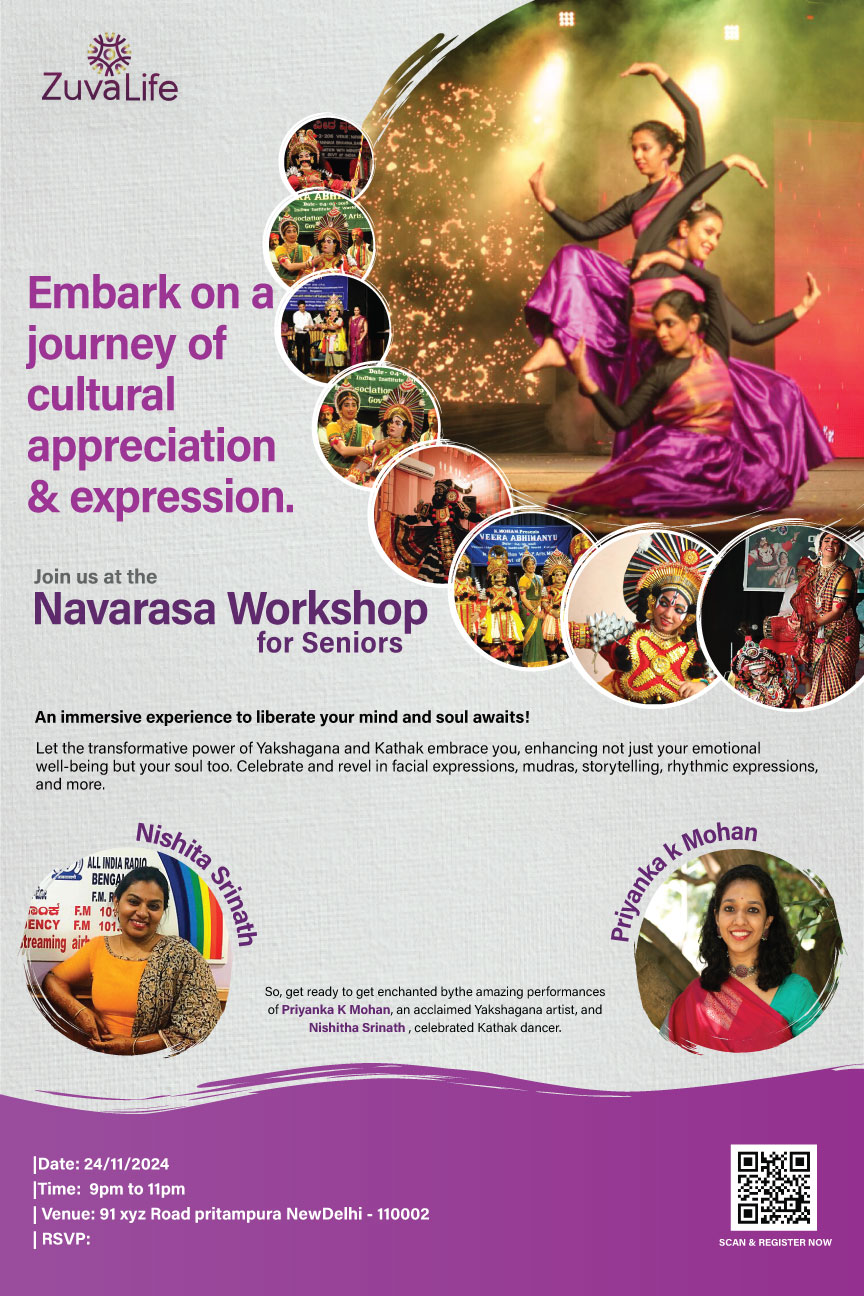 ZuvaLife
Embark on a
journey of
cultural
appreciation
& expression.
VEERA ABHIMANYU
Join us at the
Navarasa Workshop
for Seniors
An immersive experience to liberate your mind and soul awaits!
Let the transformative power of Yakshagana and Kathak embrace you, enhancing not just your emotional
well-being but your soul too. Celebrate and revel in facial expressions, mudras, storytelling, rhythmic expressions,
and more.
Nishita Srinath
Priyanka k Mohan
ALL INDIA RADIO
So, get ready to get enchanted bythe amazing performances
of Priyanka K Mohan, an acclaimed Yakshagana artist, and
Nishitha Srinath , celebrated Kathak dancer.
|Date: 24/11/2024
|Time: 9pm to 11pm
| Venue: 91 xyz Road pritampura NewDelhi - 110002
| RSVP:
SCAN & REGISTER NOW